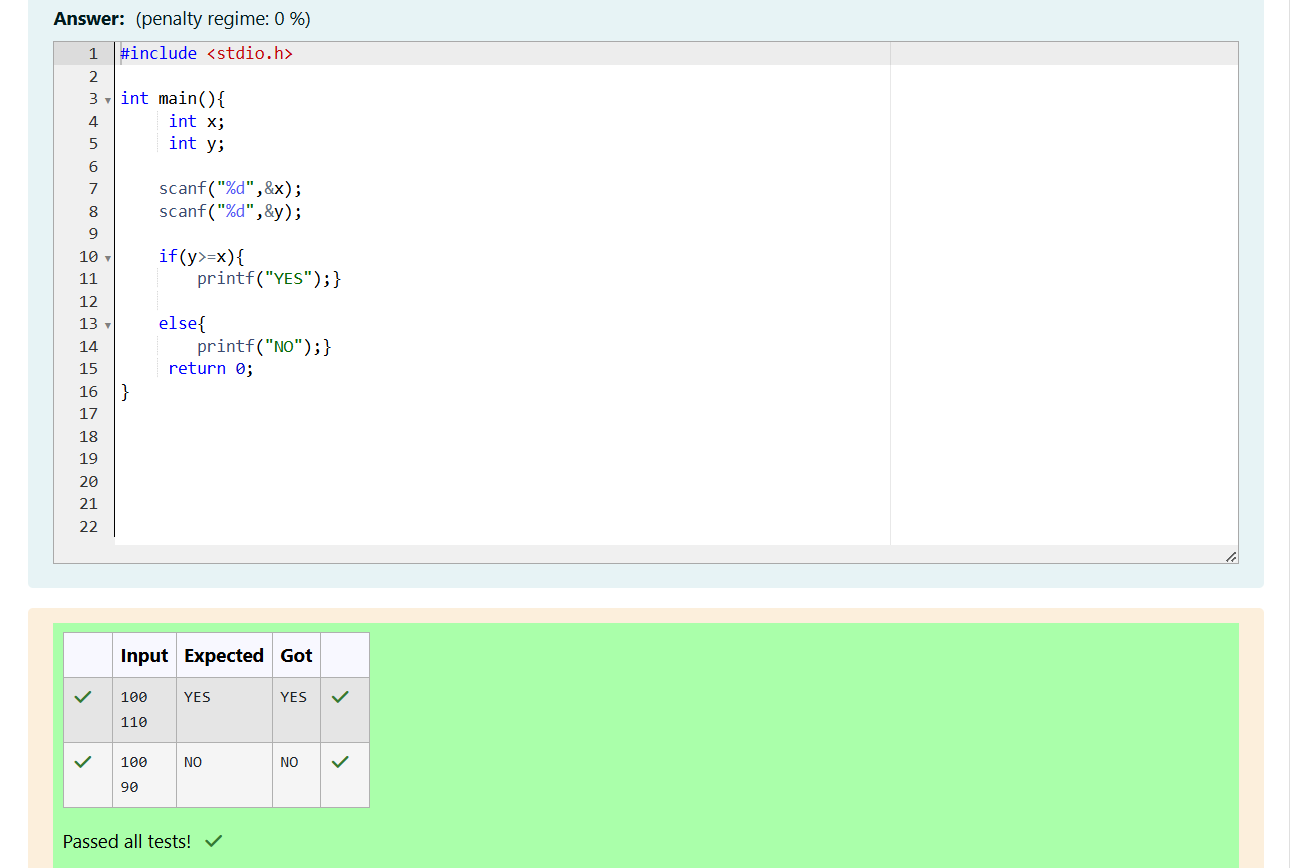 Answer: (penalty regime: 0 %)
1 #include <stdio.h>
2
3 int main(){
4 int x;
5 int y;
6
7 scanf("%d",&x);
8 scanf("%d",&y);
9
10 if(y>=x){
11 printf("YES");}
12
13 else{
14 printf("NO");}
15 return 0;
16 }
17
18
19
20
21
22
Input Expected Got
100 YES YES
110
100 NO NO
90
Passed all tests!